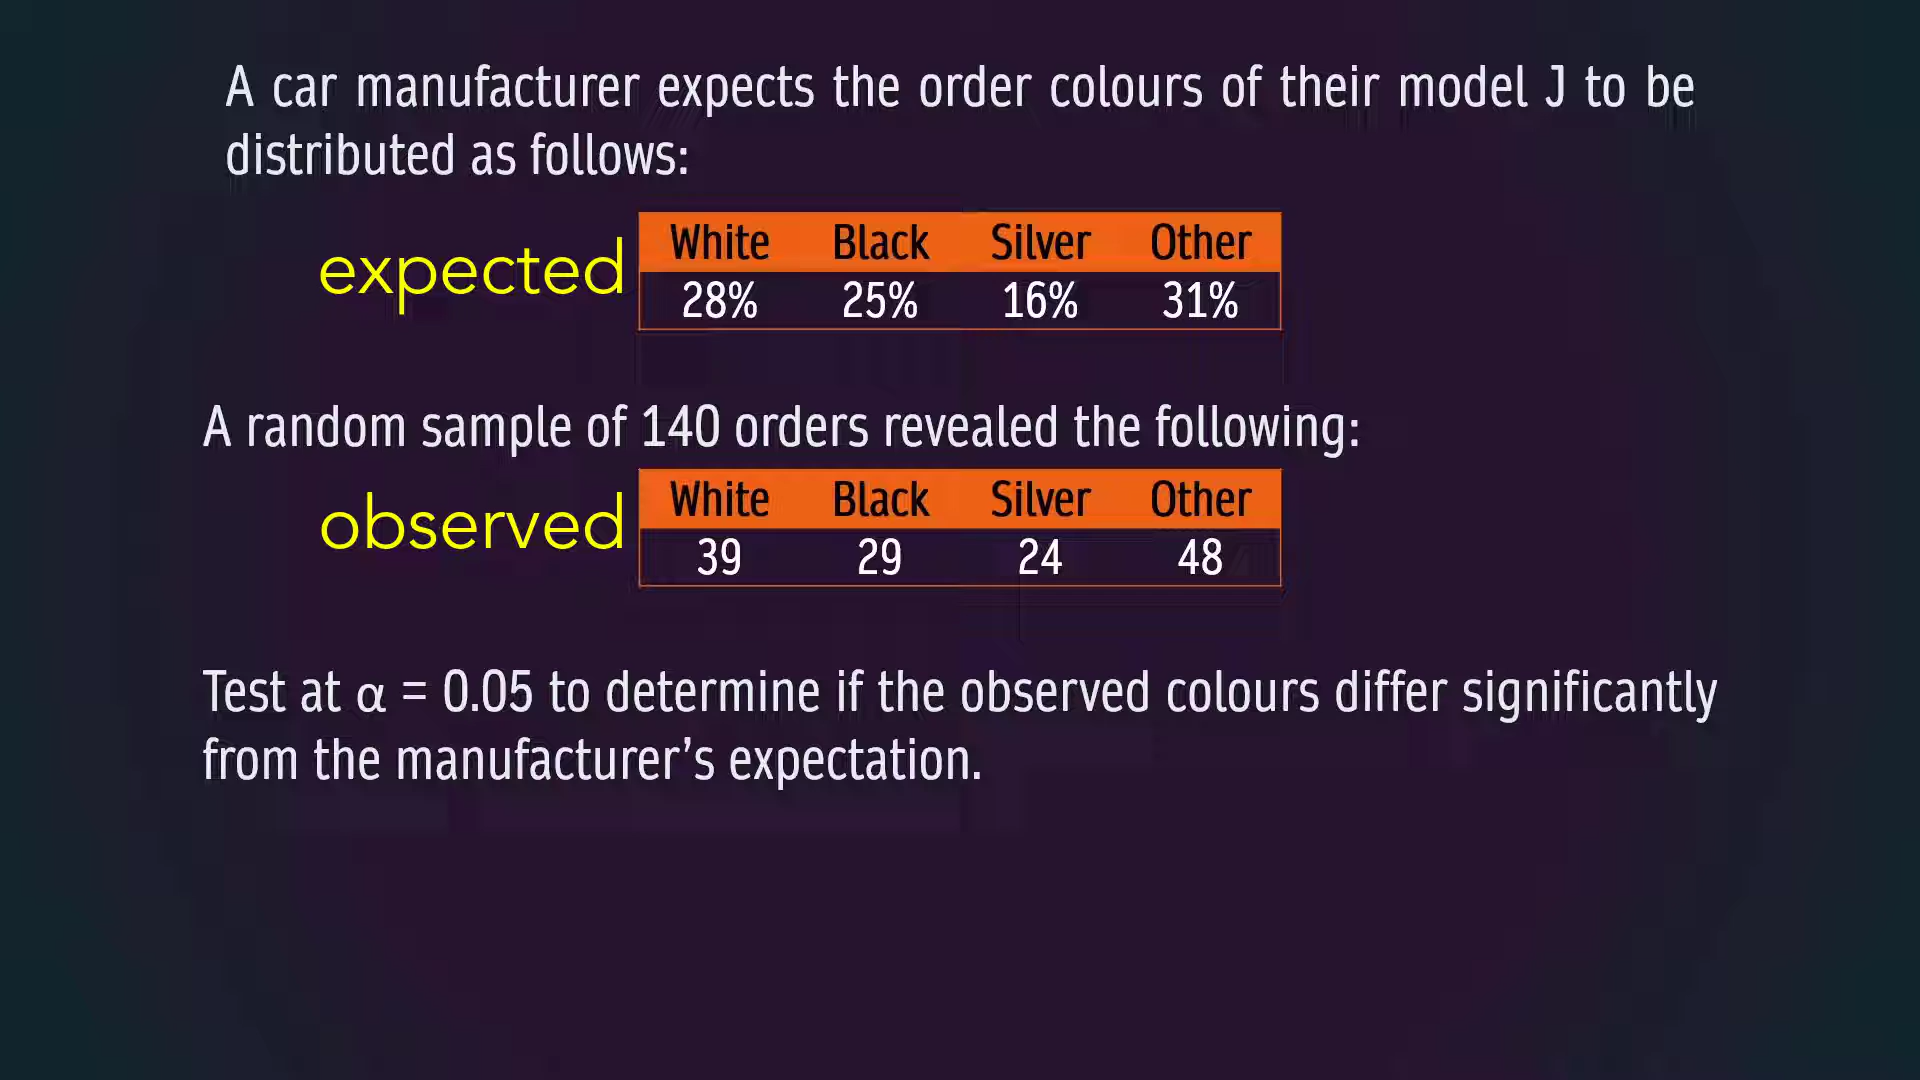 A car manufacturer expects the order colours of their model J to be
distributed as follows:
expected
White Black Silver Other
28% 25% 16% 31%
A random sample of 140 orders revealed the following:
observed
White Black Silver Other
39 29 24 48
Test at α = 0.05 to determine if the observed colours differ significantly
from the manufacturer’s expectation.